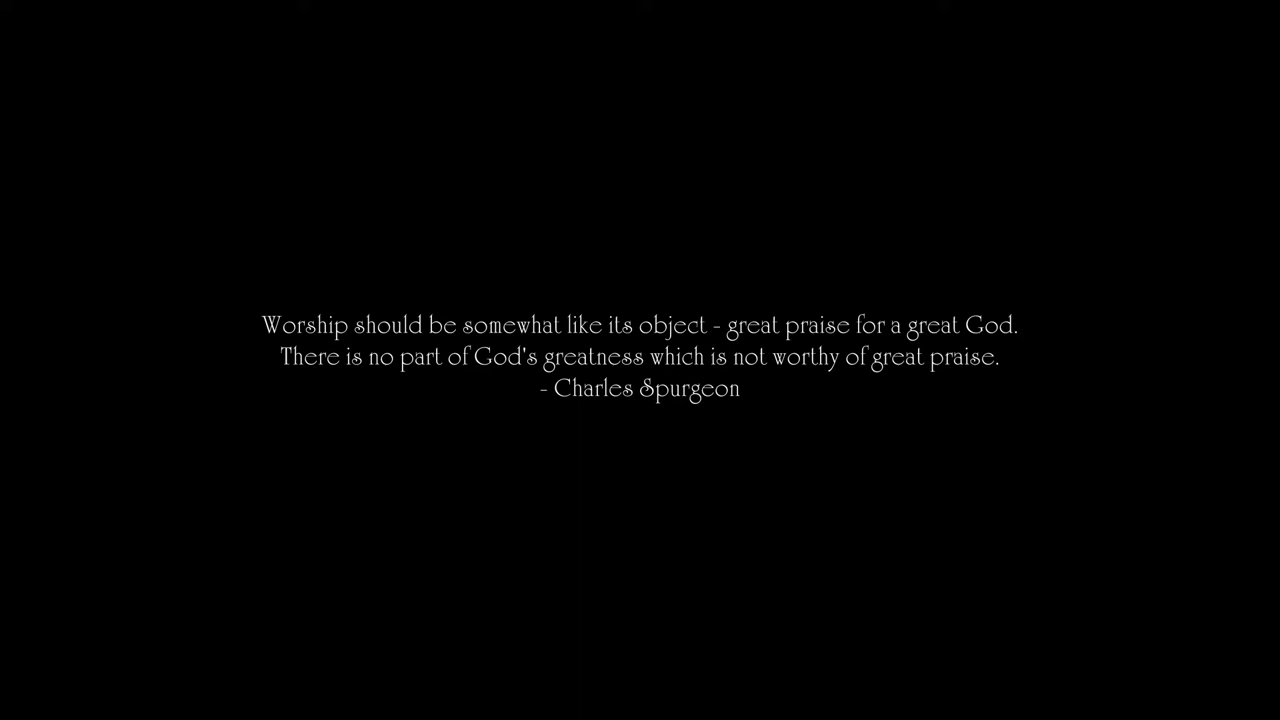 Worship should be somewhat like its object - great praise for a great God.
There is no part of God's greatness which is not worthy of great praise.
- Charles Spurgeon